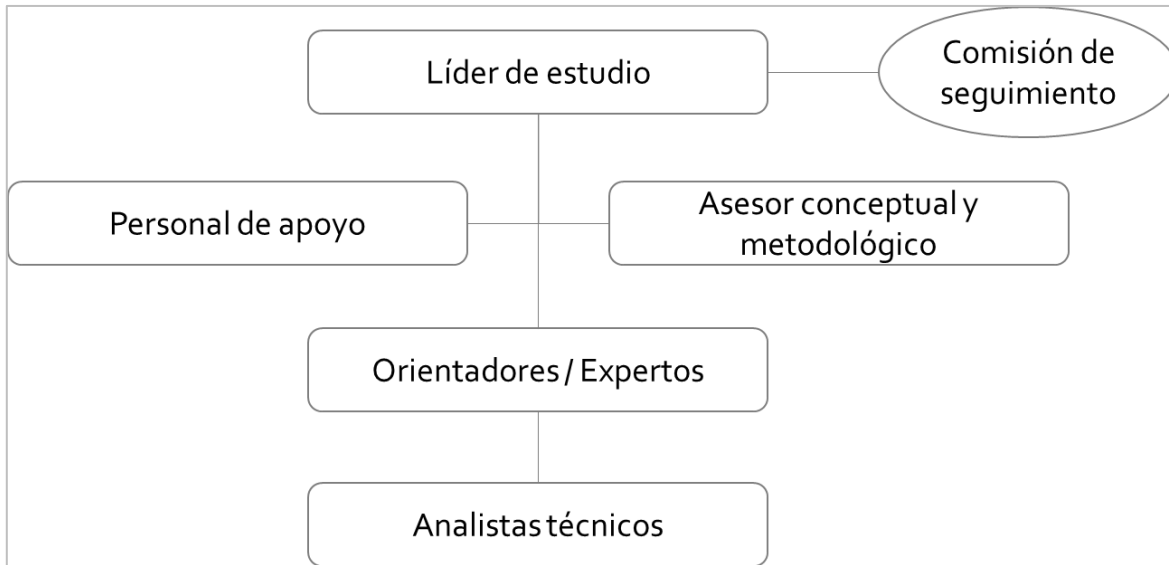 Líder de estudio
Comisión de
seguimiento
Personal de apoyo
Asesor conceptual y
metodológico
Orientadores / Expertos
Analistas técnicos